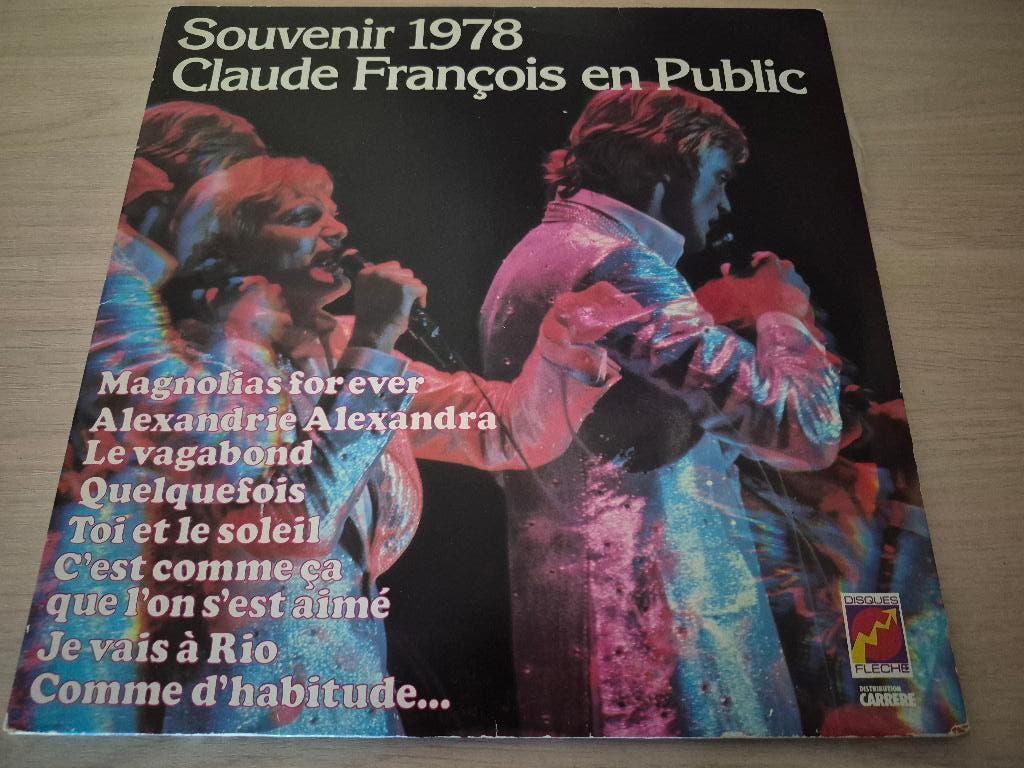 Souvenir 1978
Claude François en Public
Magnolias for ever
Alexandrie Alexandra
Le vagabond
Quelquefois
Toi et le soleil
C'est comme ça
que l'on s'est aimé
Je vais à Rio
Comme d'habitude...
DISQUES
FLECHE
DISTRIBUTION
CARRERE